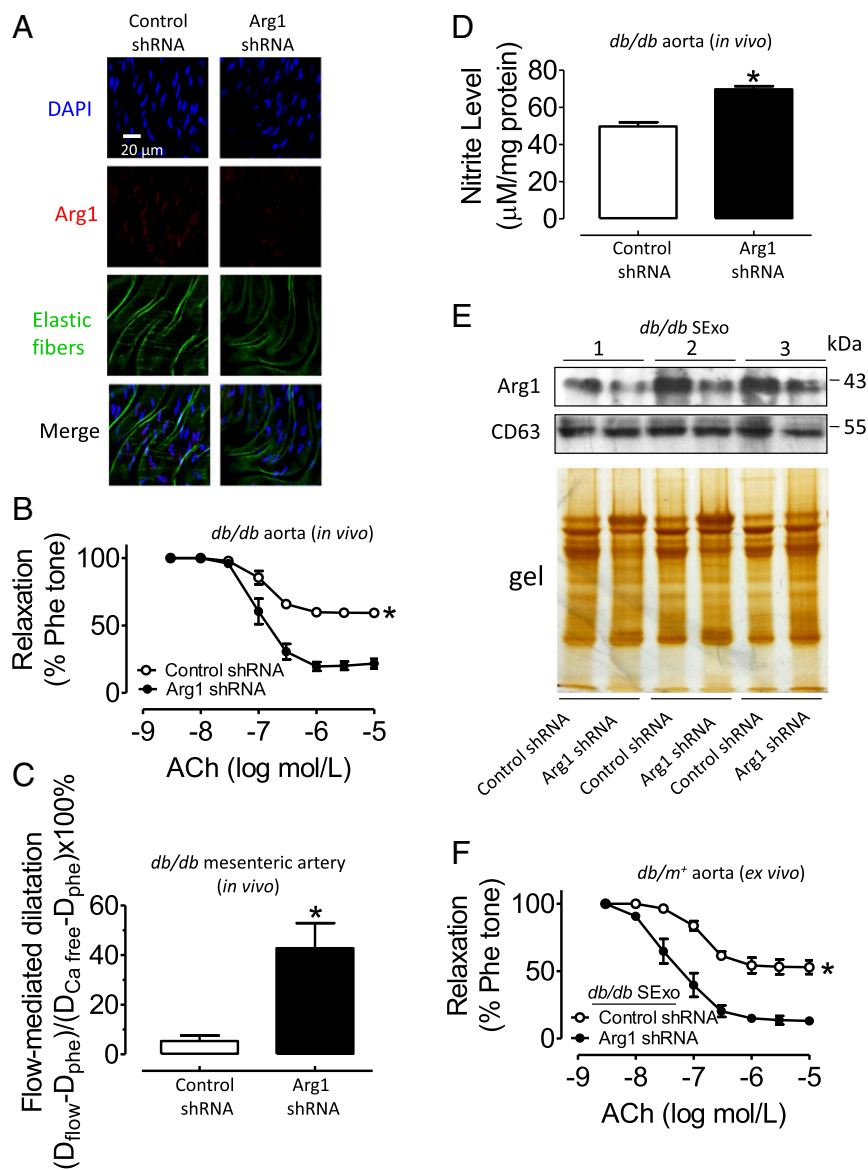 A
Control
shRNA
Arg1
shRNA
DAPI
20 μm
Arg1
Elastic
fibers
Merge
B
db/db aorta (in vivo)
Relaxation
(% Phe tone)
100
50
0
*
Control shRNA
Arg1 shRNA
-9 -8 -7 -6 -5
ACh (log mol/L)
C
db/db mesenteric artery
(in vivo)
Flow-mediated dilatation
(Dflow-Dphe)/(DCa free-Dphe)x100%
60
40
20
0
*
Control
shRNA
Arg1
shRNA
D
db/db aorta (in vivo)
Nitrite Level
(μM/mg protein)
80
60
40
20
0
*
Control
shRNA
Arg1
shRNA
E
db/db SExo
1 2 3 kDa
Arg1 43
CD63 55
gel
Control shRNA
Arg1 shRNA
Control shRNA
Arg1 shRNA
Control shRNA
Arg1 shRNA
F
db/m+ aorta (ex vivo)
Relaxation
(% Phe tone)
100
50
0
*
db/db SExo
Control shRNA
Arg1 shRNA
-9 -8 -7 -6 -5
ACh (log mol/L)